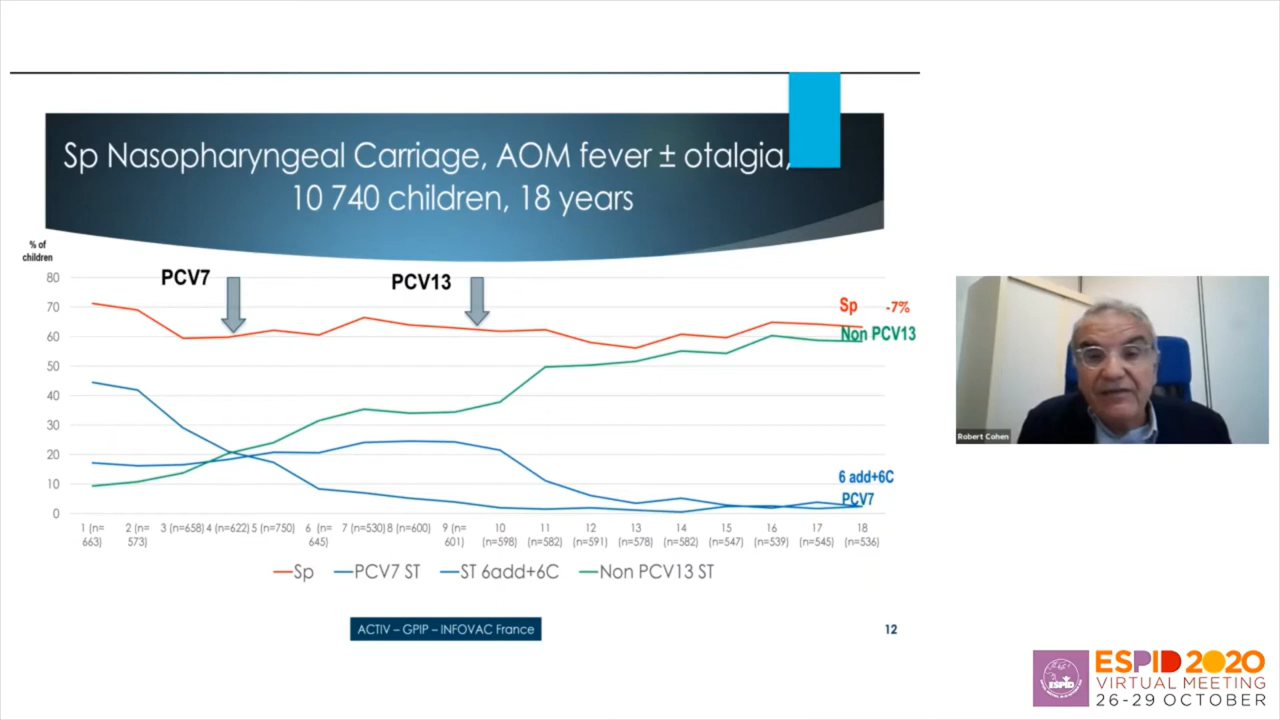 Sp Nasopharyngeal Carriage, AOM fever ± otalgia,
10 740 children, 18 years
% of
children
PCV7
PCV13
80
70
60
50
40
30
20
10
0
Sp -7%
Non PCV13
6 add+6C
PCV7
1 (n=
663)
2 (n=
573)
3 (n=658)
4 (n=622)
5 (n=750)
6 (n=
645)
7 (n=530)
8 (n=600)
9 (n=
601)
10
(n=598)
11
(n=582)
12
(n=591)
13
(n=578)
14
(n=582)
15
(n=547)
16
(n=539)
17
(n=545)
18
(n=536)
Sp PCV7 ST ST 6add+6C Non PCV13 ST
ACTIV – GPIP – INFOVAC France
12
Robert Cohen
ESPID
ESPID 2020
VIRTUAL MEETING
26-29 OCTOBER